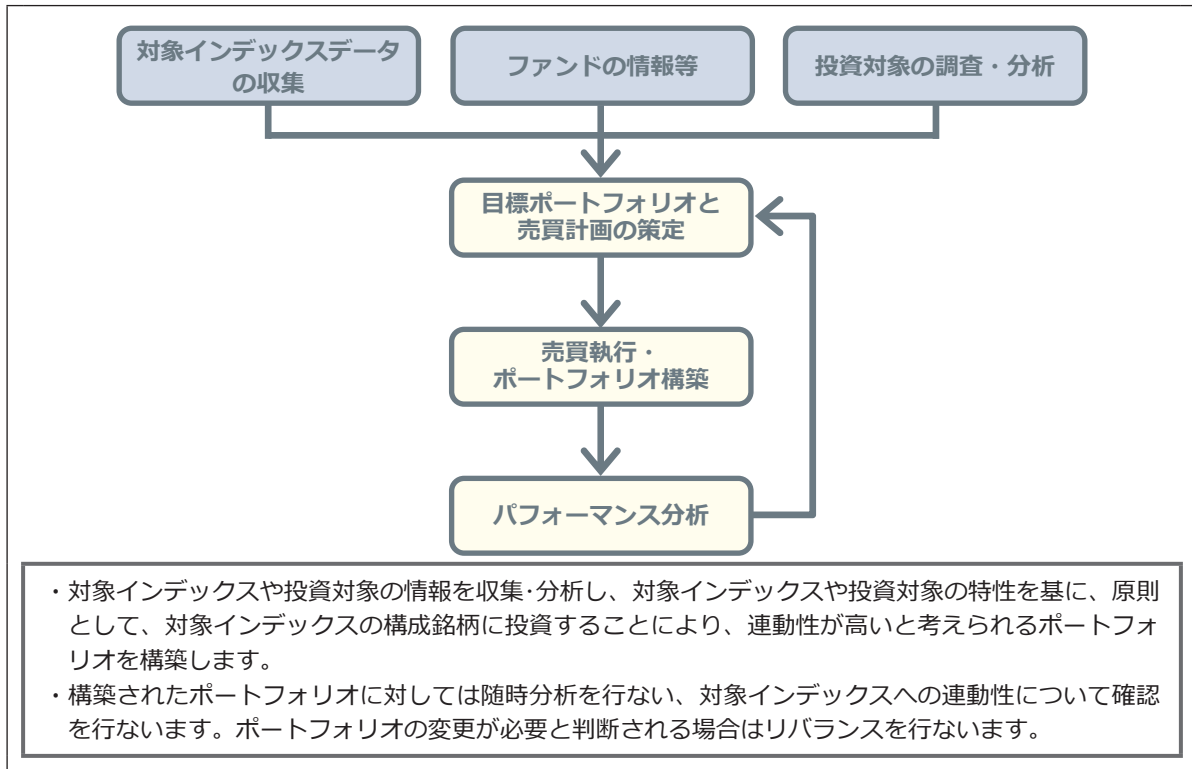 対象インデックスデータ
の収集
ファンドの情報等
投資対象の調査・分析
目標ポートフォリオと
売買計画の策定
売買執行・
ポートフォリオ構築
パフォーマンス分析
・対象インデックスや投資対象の情報を収集･分析し、対象インデックスや投資対象の特性を基に、原則
として、対象インデックスの構成銘柄に投資することにより、連動性が高いと考えられるポートフォ
リオを構築します。
・構築されたポートフォリオに対しては随時分析を行ない、対象インデックスへの連動性について確認
を行ないます。ポートフォリオの変更が必要と判断される場合はリバランスを行ないます。